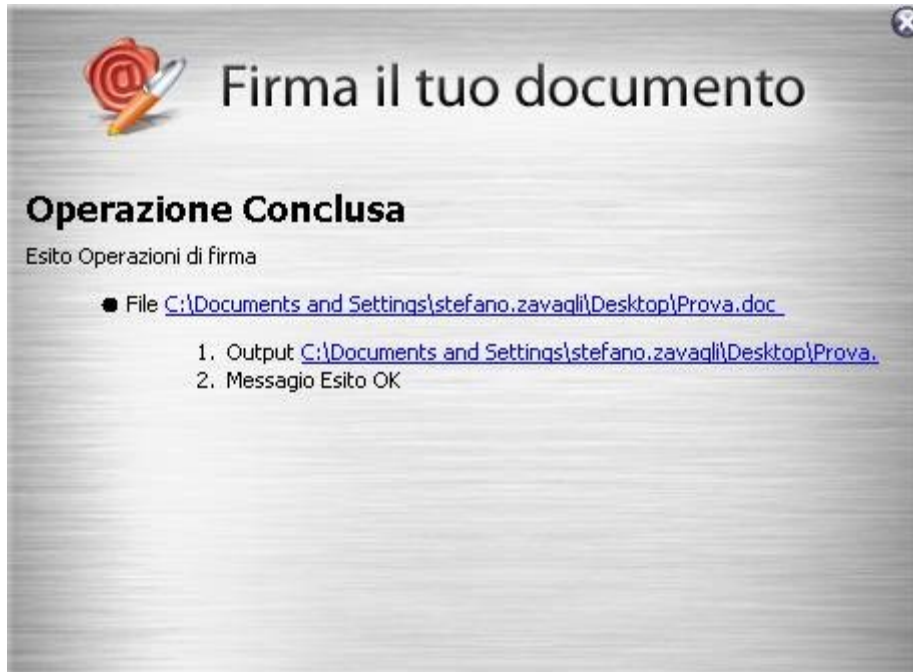 Firma il tuo documento
Operazione Conclusa
Esito Operazioni di firma
File C:\Documents and Settings\stefano.zavagli\Desktop\Prova.doc
1. Output C:\Documents and Settings\stefano.zavagli\Desktop\Prova.
2. Messagio Esito OK